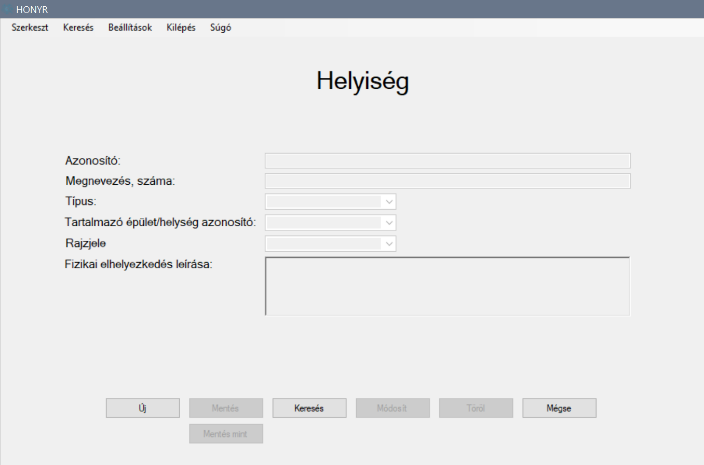 HONYR
Szerkeszt Keresés Beállítások Kilépés Súgó
Helyiség
Azonosító:
Megnevezés, száma:
Típus:
Tartalmazó épület/helység azonosító:
Rajzjele
Fizikai elhelyezkedés leírása:
Új Mentés Keresés Módosít Töröl Mégse
Mentés mint